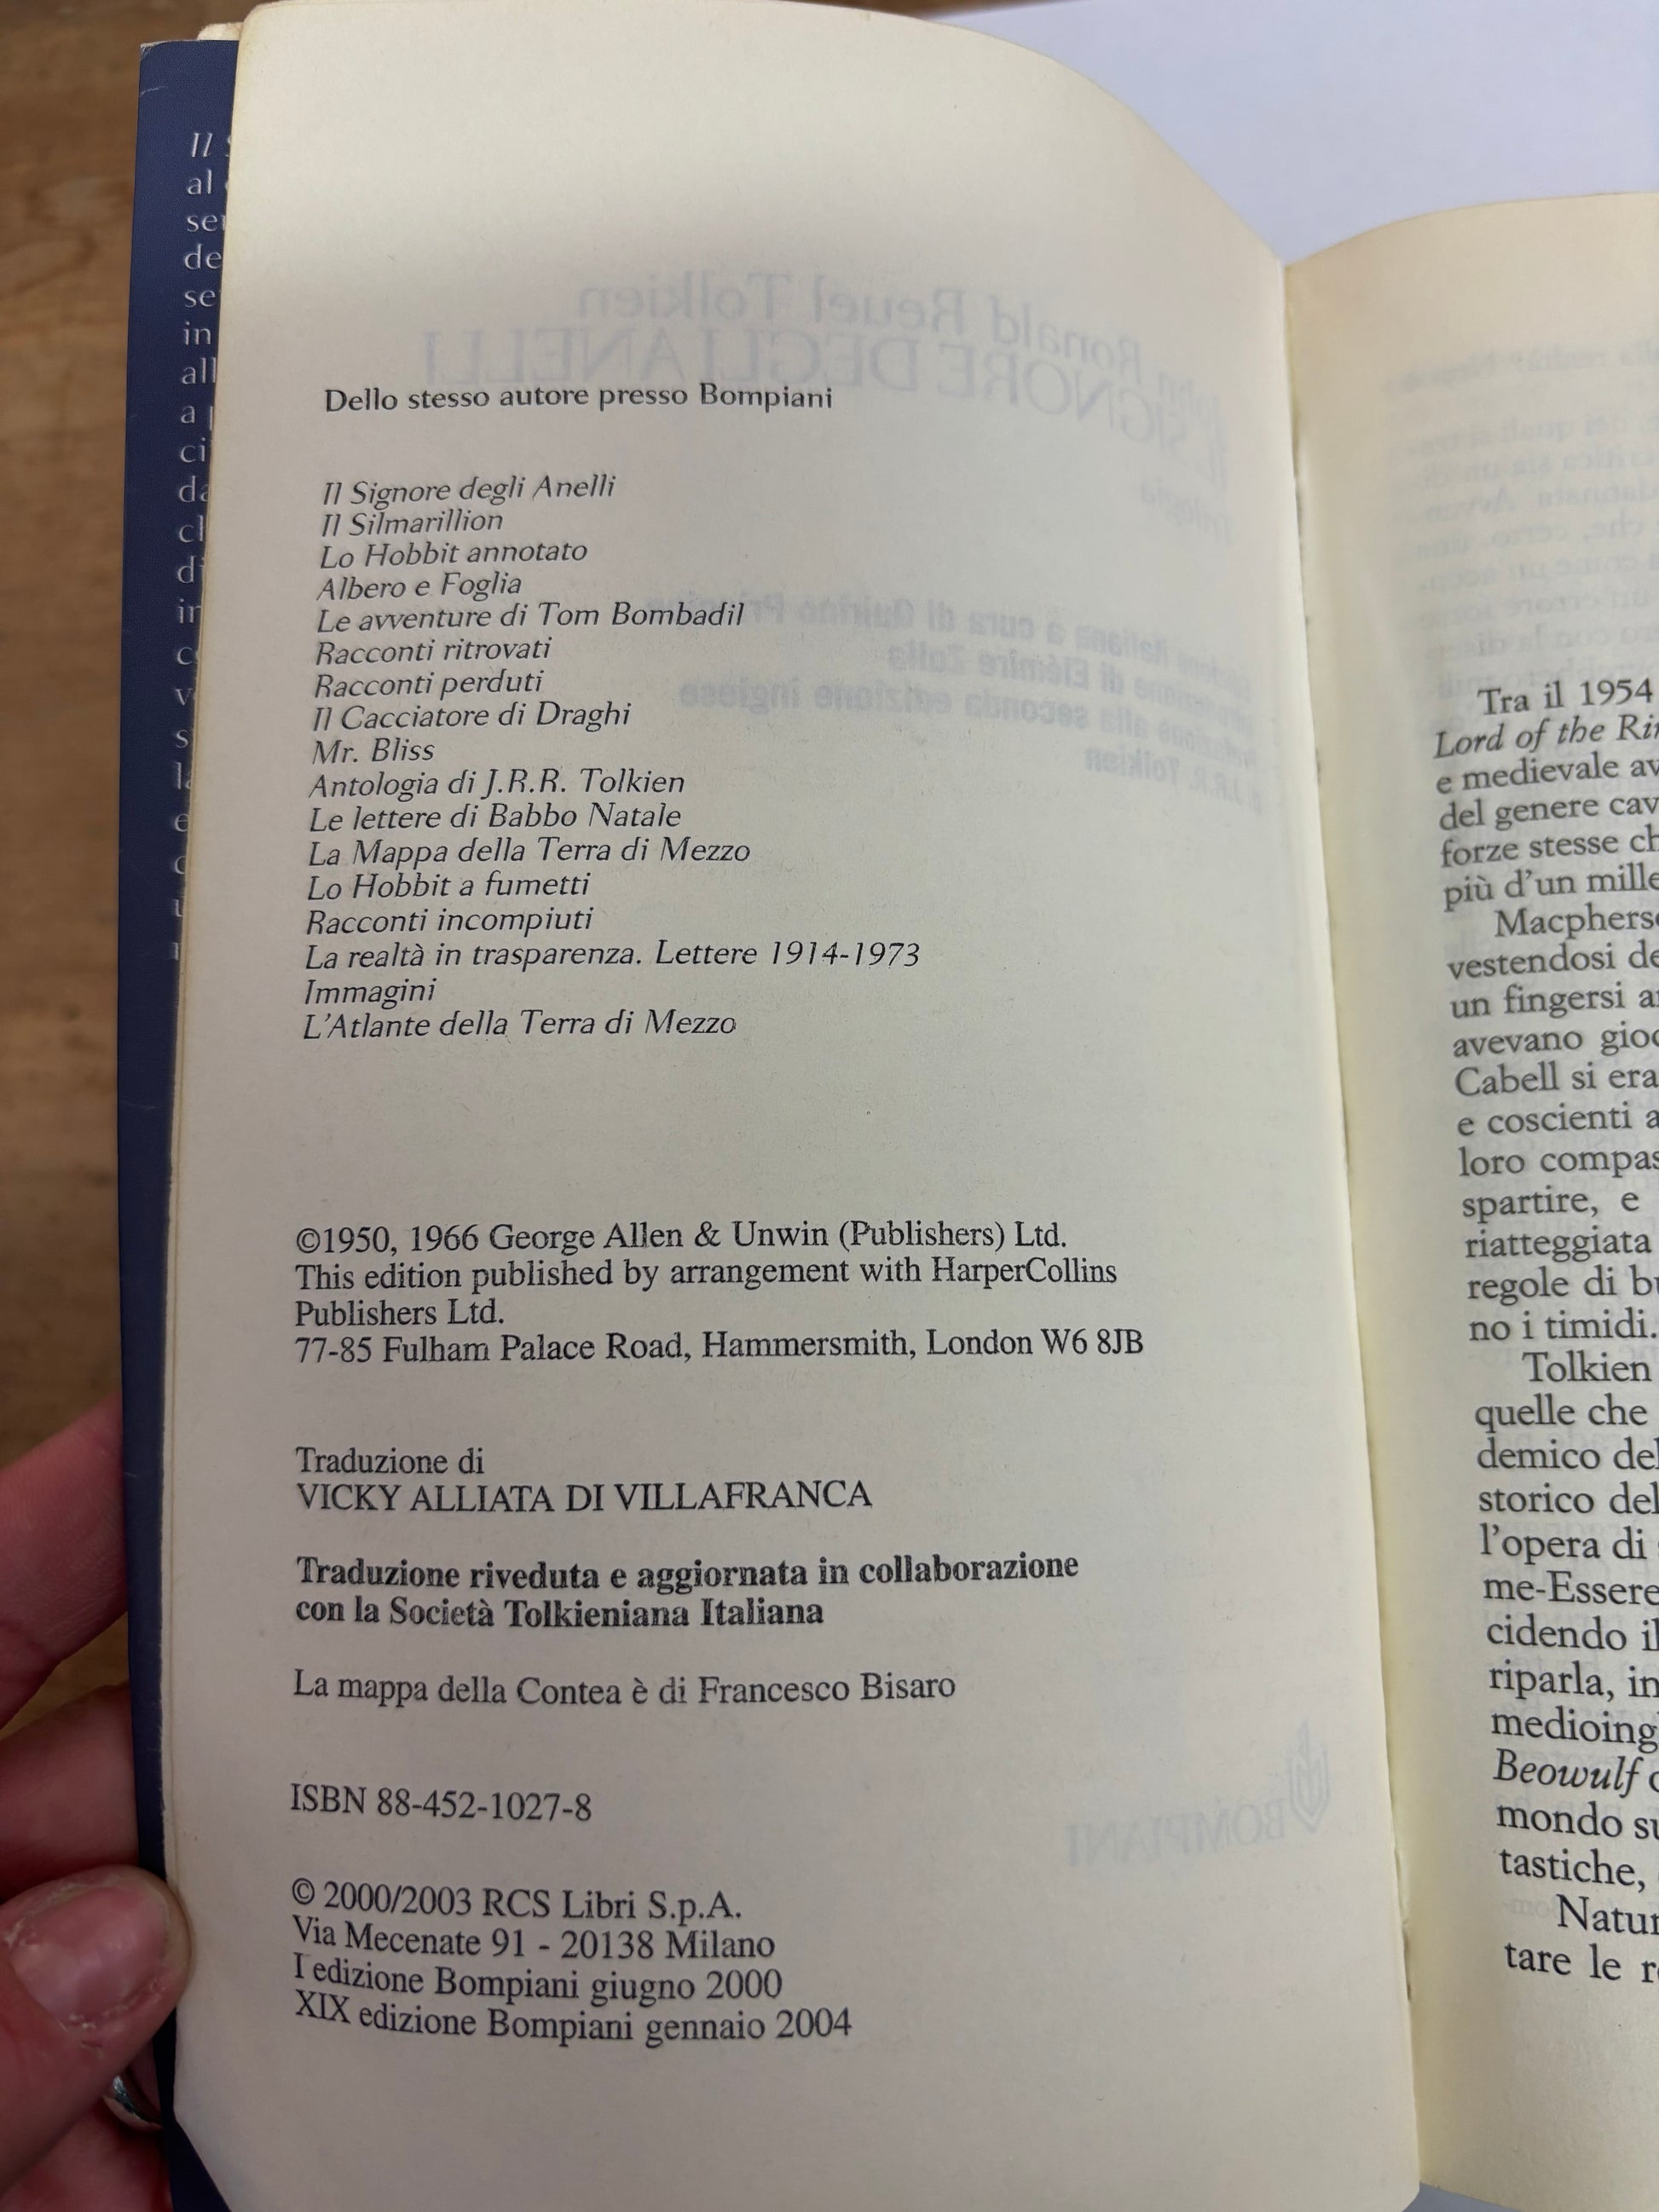 Dello stesso autore presso Bompiani
Il Signore degli Anelli
Il Silmarillion
Lo Hobbit annotato
Albero e Foglia
Le avventure di Tom Bombadil
Racconti ritrovati
Racconti perduti
Il Cacciatore di Draghi
Mr. Bliss
Antologia di J.R.R. Tolkien
Le lettere di Babbo Natale
La Mappa della Terra di Mezzo
Lo Hobbit a fumetti
Racconti incompiuti
La realtà in trasparenza. Lettere 1914-1973
Immagini
L'Atlante della Terra di Mezzo
©1950, 1966 George Allen & Unwin (Publishers) Ltd.
This edition published by arrangement with HarperCollins
Publishers Ltd.
77-85 Fulham Palace Road, Hammersmith, London W6 8JB
Traduzione di
VICKY ALLIATA DI VILLAFRANCA
Traduzione riveduta e aggiornata in collaborazione
con la Società Tolkieniana Italiana
La mappa della Contea è di Francesco Bisaro
ISBN 88-452-1027-8
© 2000/2003 RCS Libri S.p.A.
Via Mecenate 91 - 20138 Milano
I edizione Bompiani giugno 2000
XIX edizione Bompiani gennaio 2004
Tra il 1954
Lord of the
e medievale
del genere
forze stesse
più d'un
vestendosi
un fingersi
avevano
Cabell si era
e coscienti
loro
spartire, e
riatteggiata
regole di
no i timidi.
Tolkien
quelle che
demico
storico
l'opera di
cidendo
riparla,
Beowulf
mondo
tastiche,
tare le